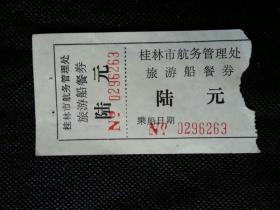 桂林市航务管理处
旅游船餐券
陆 元
Nº 0296263
桂林市航务管理处
旅游船餐券
陆 元
乘船日期
Nº 0296263